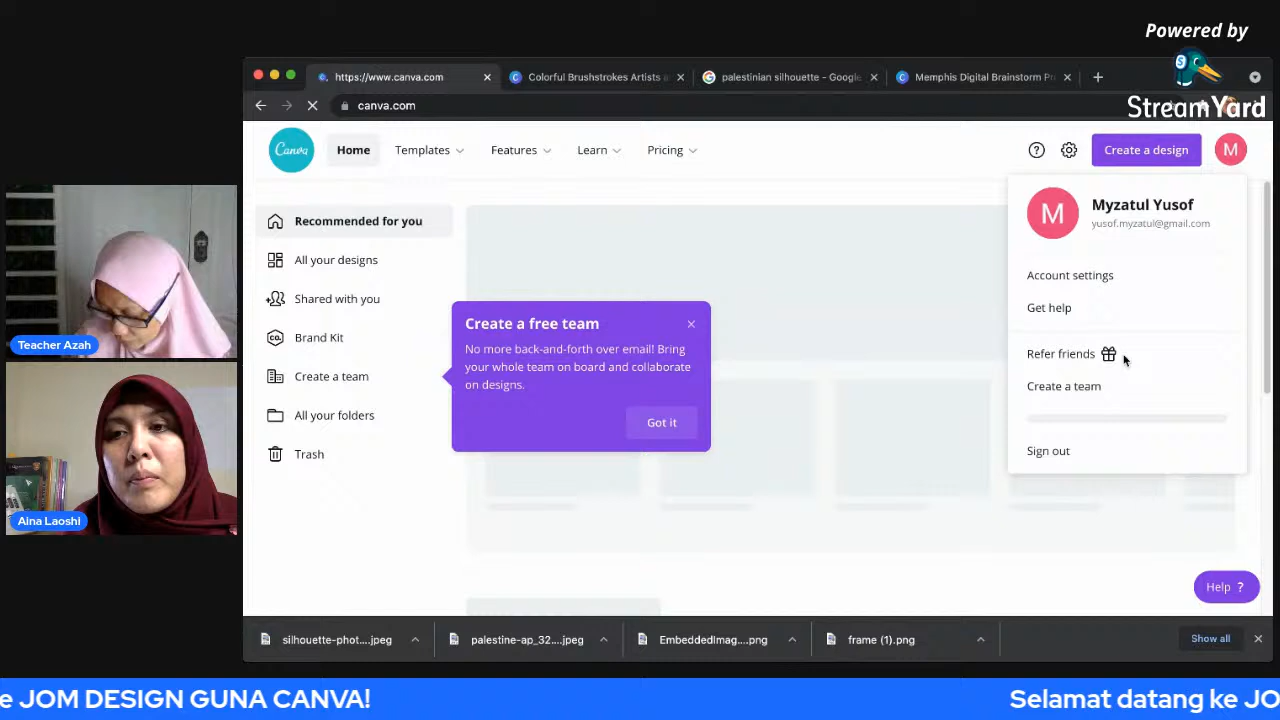 Powered by
StreamYard
https://www.canva.com
Colorful Brushstrokes Artists a
palestinian silhouette - Google
Memphis Digital Brainstorm Pr
canva.com
Canva
Home
Templates
Features
Learn
Pricing
Create a design
M
Recommended for you
All your designs
Shared with you
Brand Kit
Create a team
All your folders
Trash
Create a free team
No more back-and-forth over email! Bring
your whole team on board and collaborate
on designs.
Got it
M
Myzatul Yusof
yusof.myzatul@gmail.com
Account settings
Get help
Refer friends
Create a team
Sign out
Help ?
Teacher Azah
Aina Laoshi
silhouette-phot....jpeg
palestine-ap_32....jpeg
EmbeddedImag....png
frame (1).png
Show all
e JOM DESIGN GUNA CANVA!
Selamat datang ke JO